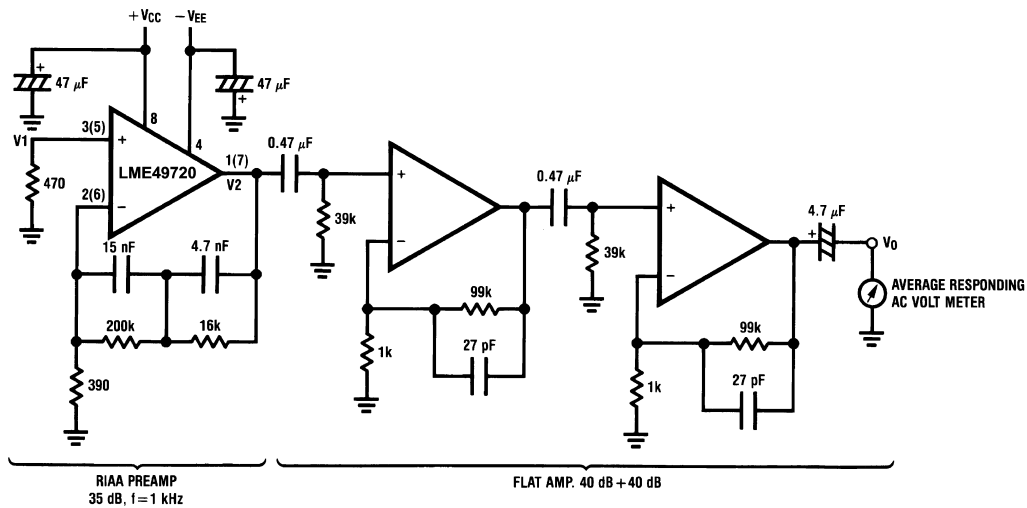 +VCC
−VEE
47 μF
+
47 μF
+
8
V1
3(5)
+
4
LME49720
1(7)
V2
470
2(6)
−
15 nF
4.7 nF
200k
16k
390
0.47 μF
39k
+
−
99k
1k
27 pF
0.47 μF
39k
+
−
99k
1k
27 pF
4.7 μF
+
VO
AVERAGE RESPONDING
AC VOLT METER
RIAA PREAMP
35 dB, f=1 kHz
FLAT AMP. 40 dB+40 dB